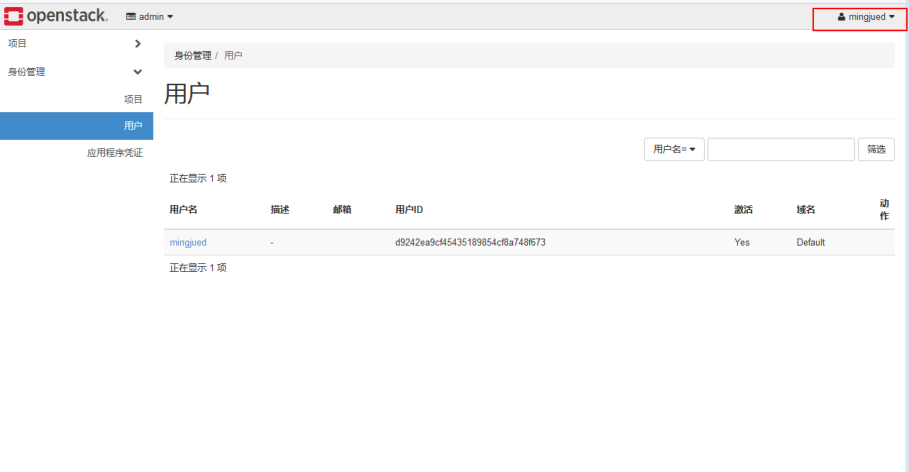 openstack. admin mingjued
项目
身份管理
项目
用户
应用程序凭证
身份管理 / 用户
用户
用户名= 筛选
正在显示 1 项
用户名 描述 邮箱 用户ID 激活 域名 动作
mingjued - d9242ea9cf45435189854cf8a748f673 Yes Default
正在显示 1 项